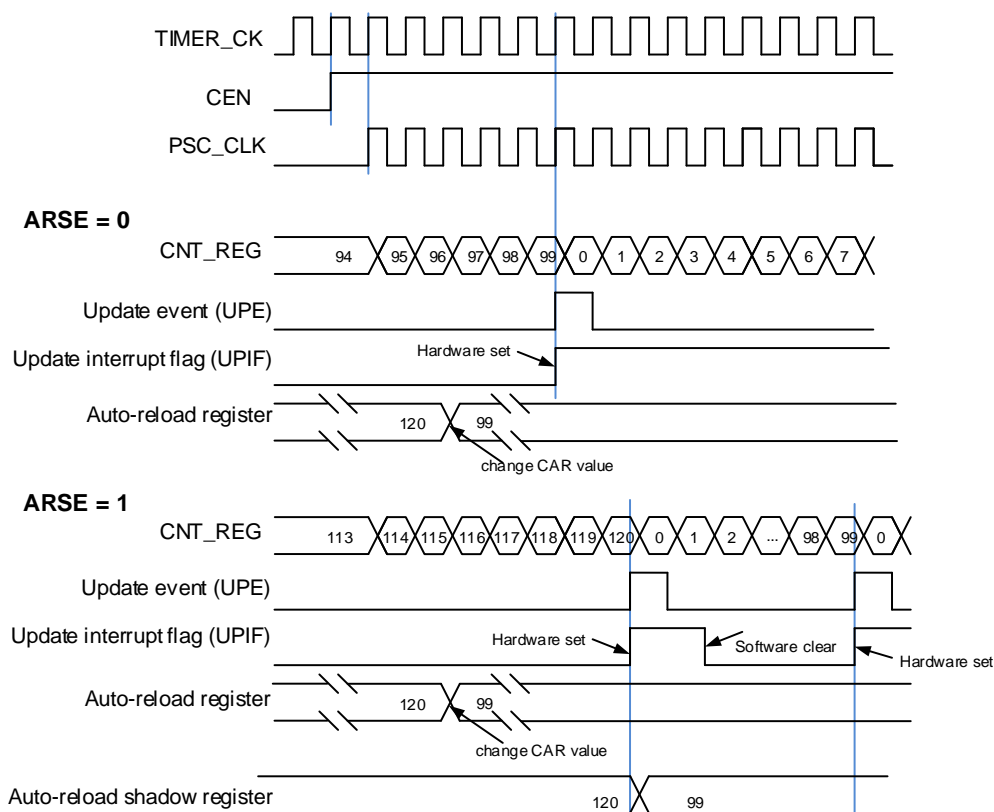 TIMER_CK
CEN
PSC_CLK
ARSE = 0
CNT_REG 94 95 96 97 98 99 0 1 2 3 4 5 6 7
Update event (UPE)
Update interrupt flag (UPIF) Hardware set
Auto-reload register 120 99
change CAR value
ARSE = 1
CNT_REG 113 114 115 116 117 118 119 120 0 1 2 ... 98 99 0
Update event (UPE)
Update interrupt flag (UPIF) Hardware set Software clear Hardware set
Auto-reload register 120 99
change CAR value
Auto-reload shadow register 120 99